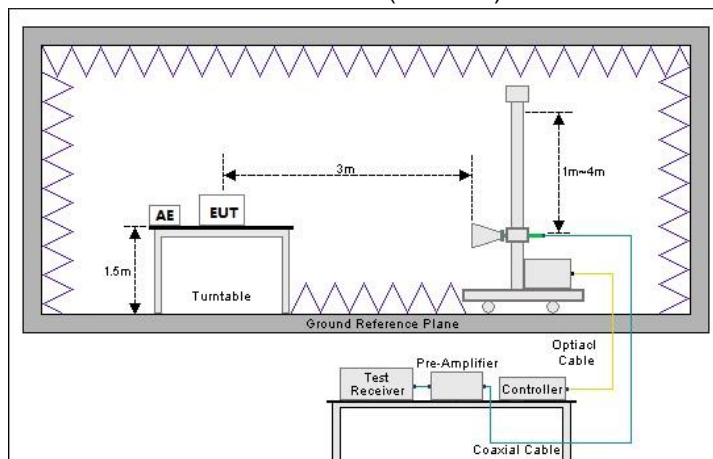 3m
1m~4m
AE
EUT
1.5m
Turntable
Ground Reference Plane
Optiacl
Cable
Pre-Amplifier
Test
Receiver
Controller
Coaxial Cable